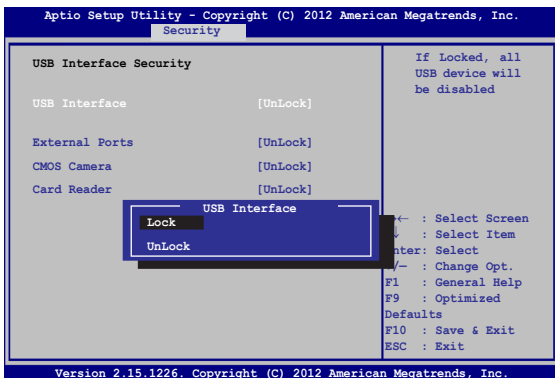 Aptio Setup Utility - Copyright (C) 2012 American Megatrends, Inc.
Security
USB Interface Security
USB Interface [UnLock]
External Ports [UnLock]
CMOS Camera [UnLock]
Card Reader [UnLock]
USB Interface
Lock
UnLock
If Locked, all
USB device will
be disabled
: Select Screen
: Select Item
: Select
: Change Opt.
F1 : General Help
F9 : Optimized
Defaults
F10 : Save & Exit
ESC : Exit
Version 2.15.1226. Copyright (C) 2012 American Megatrends, Inc.